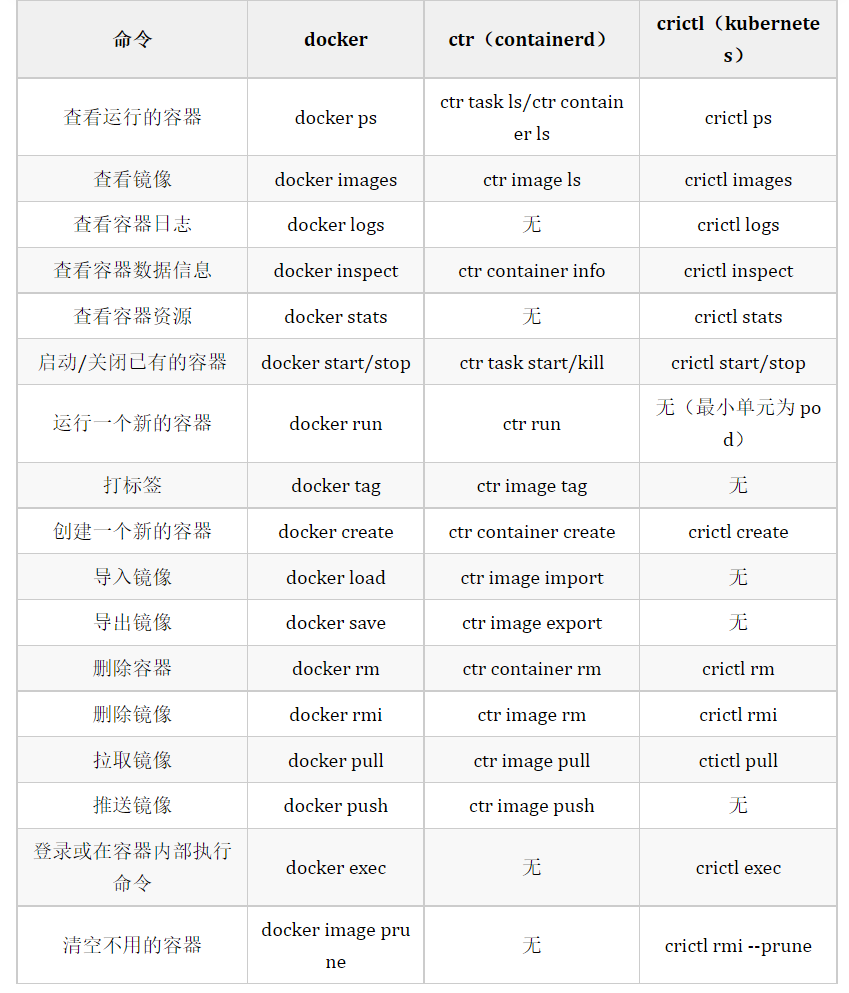 命令 docker ctr（containerd） crictl（kubernete
s）
查看运行的容器 docker ps ctr task ls/ctr contain
er ls crictl ps
查看镜像 docker images ctr image ls crictl images
查看容器日志 docker logs 无 crictl logs
查看容器数据信息 docker inspect ctr container info crictl inspect
查看容器资源 docker stats 无 crictl stats
启动/关闭已有的容器 docker start/stop ctr task start/kill crictl start/stop
运行一个新的容器 docker run ctr run 无（最小单元为 po
d）
打标签 docker tag ctr image tag 无
创建一个新的容器 docker create ctr container create crictl create
导入镜像 docker load ctr image import 无
导出镜像 docker save ctr image export 无
删除容器 docker rm ctr container rm crictl rm
删除镜像 docker rmi ctr image rm crictl rmi
拉取镜像 docker pull ctr image pull ctictl pull
推送镜像 docker push ctr image push 无
登录或在容器内部执行
命令 docker exec 无 crictl exec
清空不用的容器 docker image pru
ne 无 crictl rmi --prune